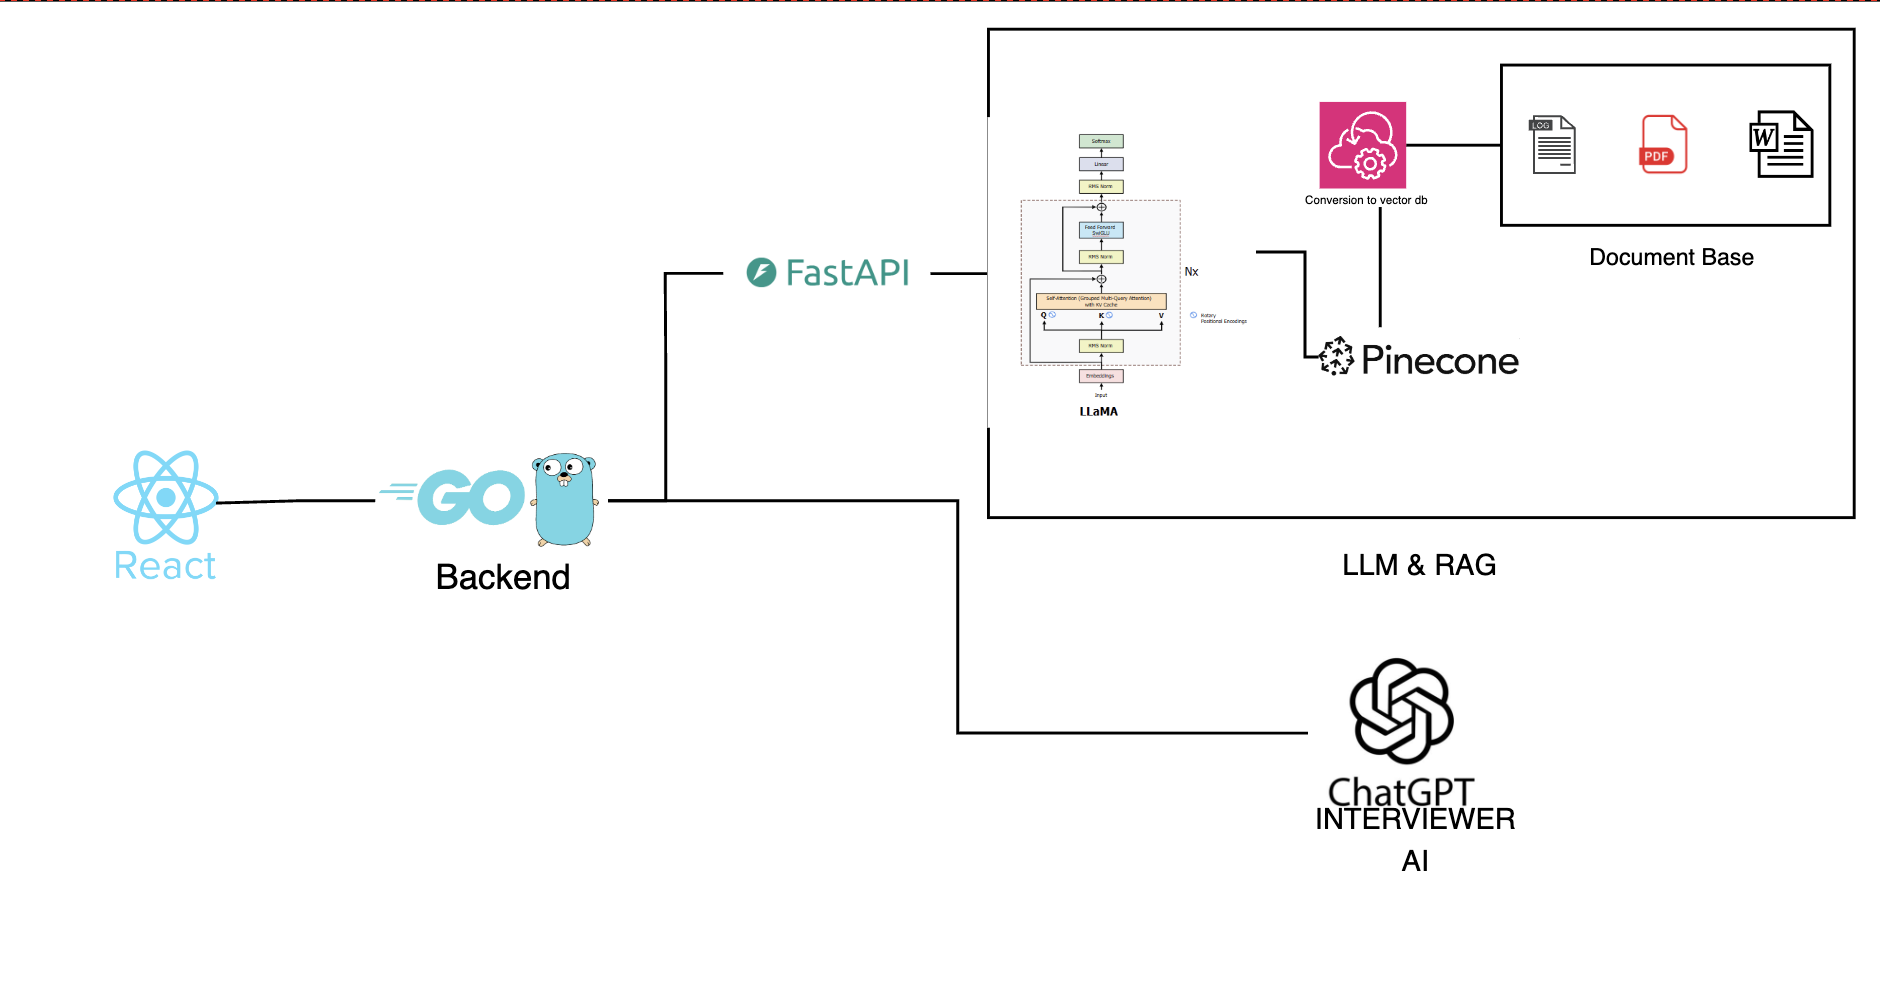 LOG
PDF
W
Conversion to vector db
Document Base
Softmax
Linear
RMS Norm
Feed Forward
SwiGLU
RMS Norm
Nx
Self-Attention (Grouped Multi-Query Attention)
with KV Cache
Q K V
Rotary
Positional Encodings
RMS Norm
Embeddings
Input
LLaMA
FastAPI
Pinecone
React
GO
Backend
LLM & RAG
ChatGPT
INTERVIEWER
AI